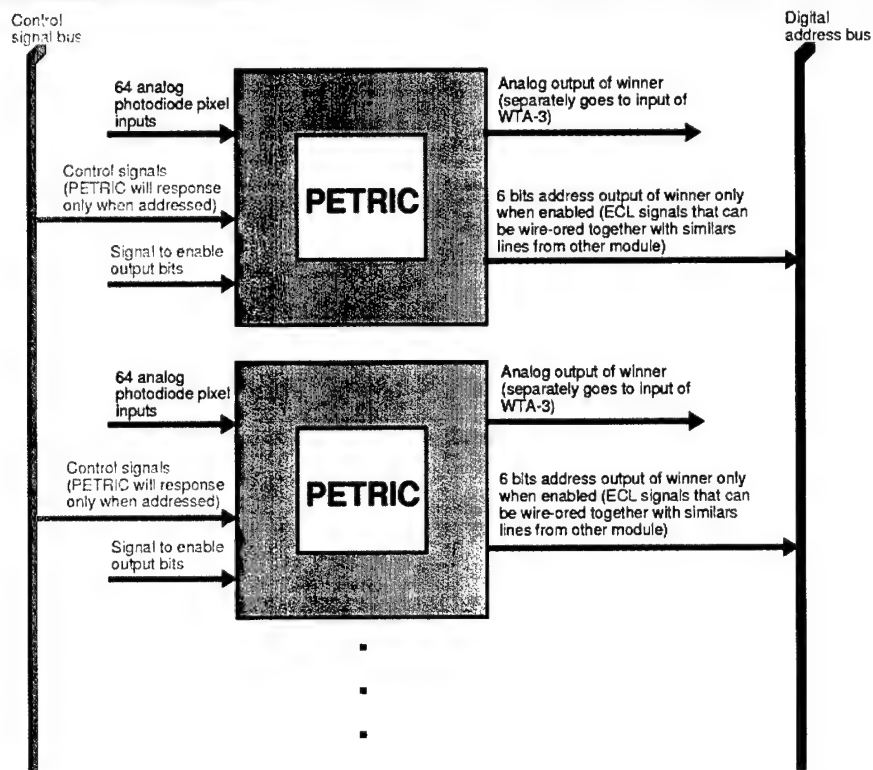 Control
signal bus
Digital
address bus
64 analog
photodiode pixel
inputs
Control signals
(PETRIC will response
only when addressed)
Signal to enable
output bits
PETRIC
Analog output of winner
(separately goes to input of
WTA-3)
6 bits address output of winner only
when enabled (ECL signals that can
be wire-ored together with similars
lines from other module)
64 analog
photodiode pixel
inputs
Control signals
(PETRIC will response
only when addressed)
Signal to enable
output bits
PETRIC
Analog output of winner
(separately goes to input of
WTA-3)
6 bits address output of winner only
when enabled (ECL signals that can
be wire-ored together with similars
lines from other module)